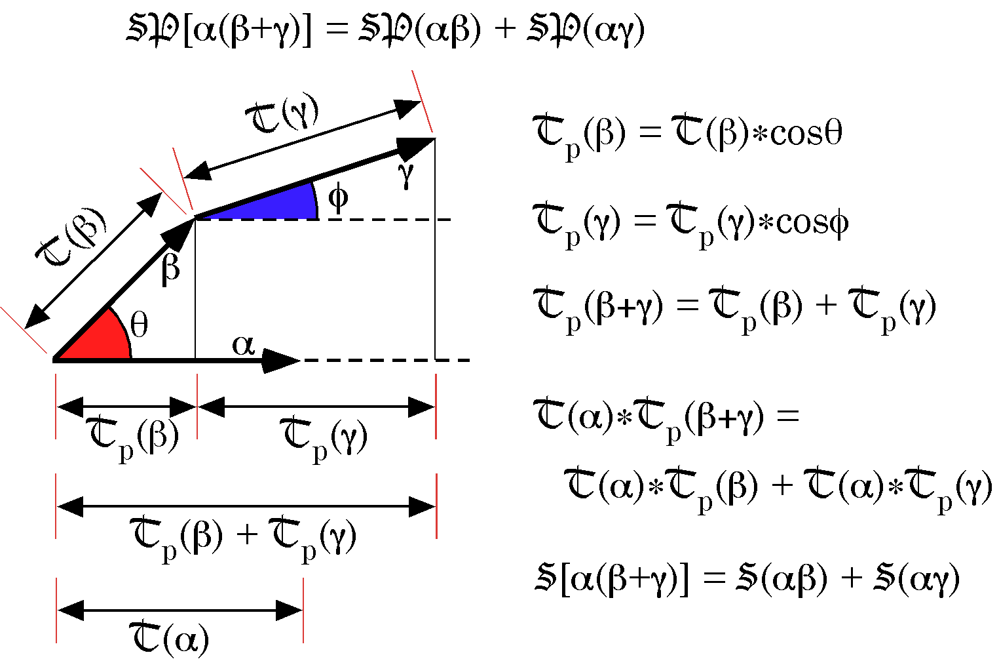 𝔖𝔓[α(β+γ)] = 𝔖𝔓(αβ) + 𝔖𝔓(αγ)
𝔗(γ)
𝔗ₚ(β) = 𝔗(β)*cosθ
γ
ϕ
𝔗(β)
𝔗ₚ(γ) = 𝔗ₚ(γ)*cosϕ
β
θ
α
𝔗ₚ(β+γ) = 𝔗ₚ(β) + 𝔗ₚ(γ)
𝔗ₚ(β)
𝔗ₚ(γ)
𝔗(α)*𝔗ₚ(β+γ) =
𝔗(α)*𝔗ₚ(β) + 𝔗(α)*𝔗ₚ(γ)
𝔗ₚ(β) + 𝔗ₚ(γ)
𝔖[α(β+γ)] = 𝔖(αβ) + 𝔖(αγ)
𝔗(α)